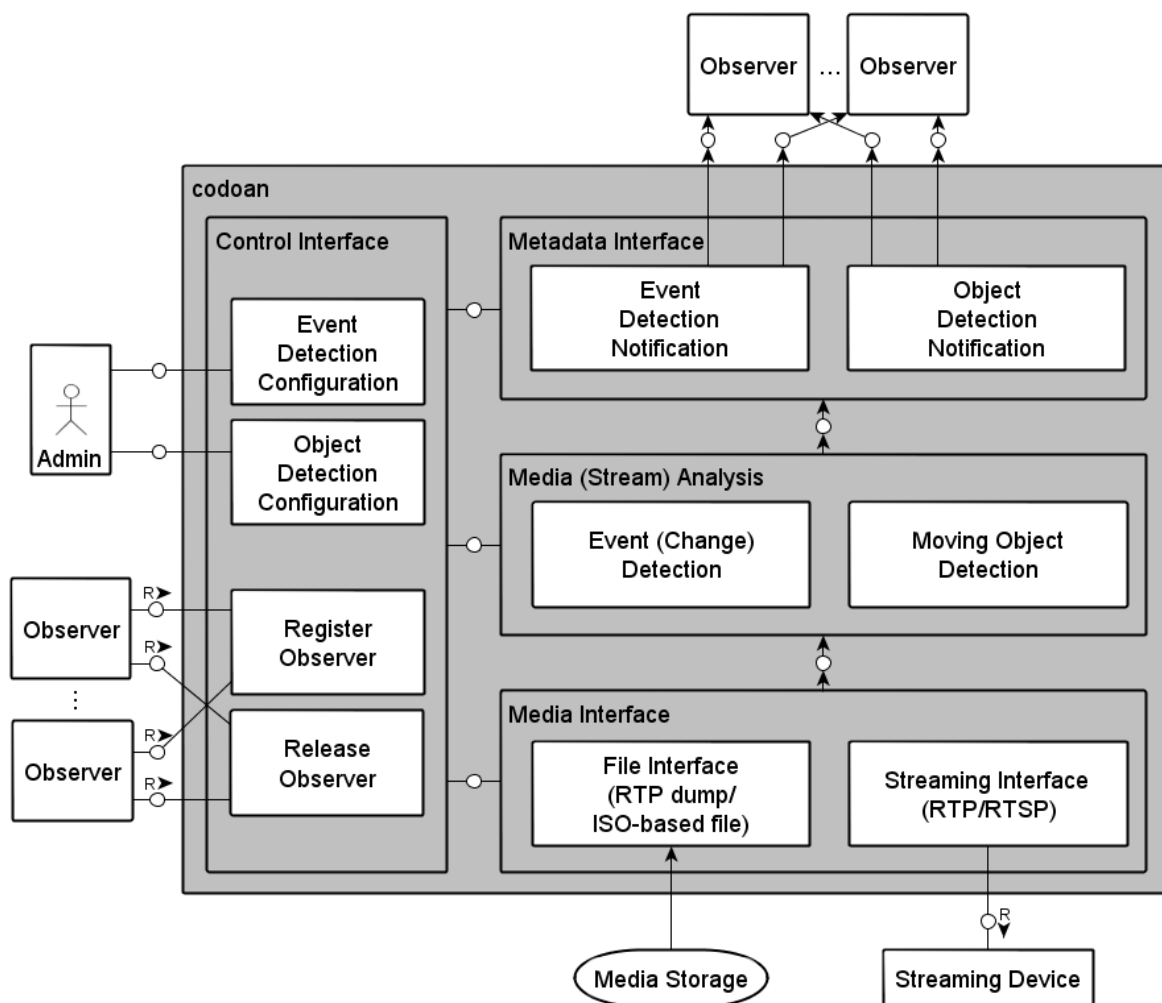 Observer
...
Observer
codoan
Control Interface
Metadata Interface
Event
Detection
Notification
Object
Detection
Notification
Event
Detection
Configuration
Admin
Object
Detection
Configuration
Media (Stream) Analysis
Event (Change)
Detection
Moving Object
Detection
R
Observer
R
Register
Observer
...
R
Observer
R
Release
Observer
Media Interface
File Interface
(RTP dump/
ISO-based file)
Streaming Interface
(RTP/RTSP)
R
Media Storage
Streaming Device